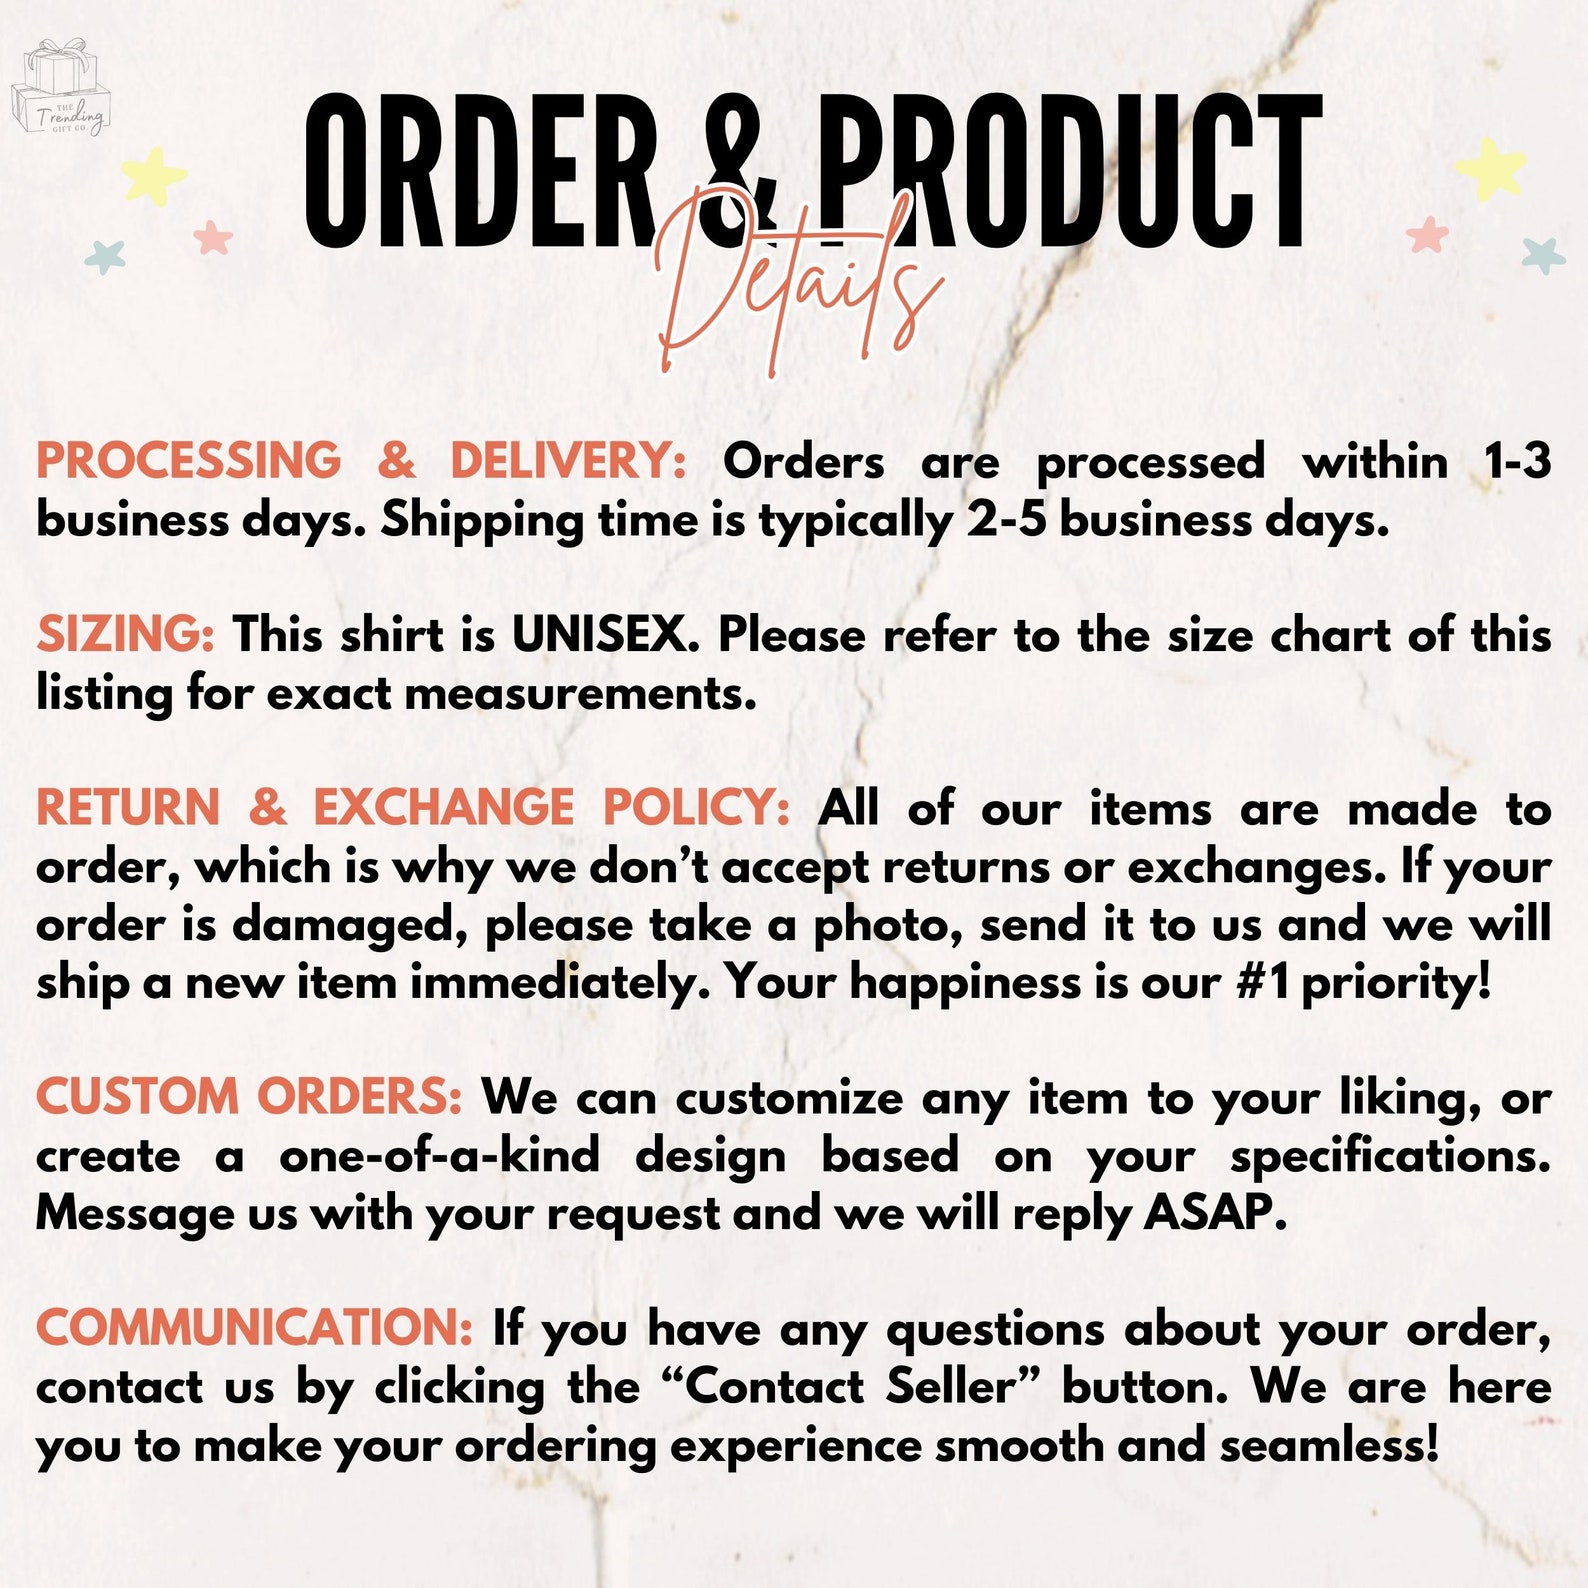 THE
Trending
GIFT CO.
ORDER & PRODUCT
Details
PROCESSING & DELIVERY: Orders are processed within 1-3
business days. Shipping time is typically 2-5 business days.
SIZING: This shirt is UNISEX. Please refer to the size chart of this
listing for exact measurements.
RETURN & EXCHANGE POLICY: All of our items are made to
order, which is why we don’t accept returns or exchanges. If your
order is damaged, please take a photo, send it to us and we will
ship a new item immediately. Your happiness is our #1 priority!
CUSTOM ORDERS: We can customize any item to your liking, or
create a one-of-a-kind design based on your specifications.
Message us with your request and we will reply ASAP.
COMMUNICATION: If you have any questions about your order,
contact us by clicking the “Contact Seller” button. We are here
you to make your ordering experience smooth and seamless!